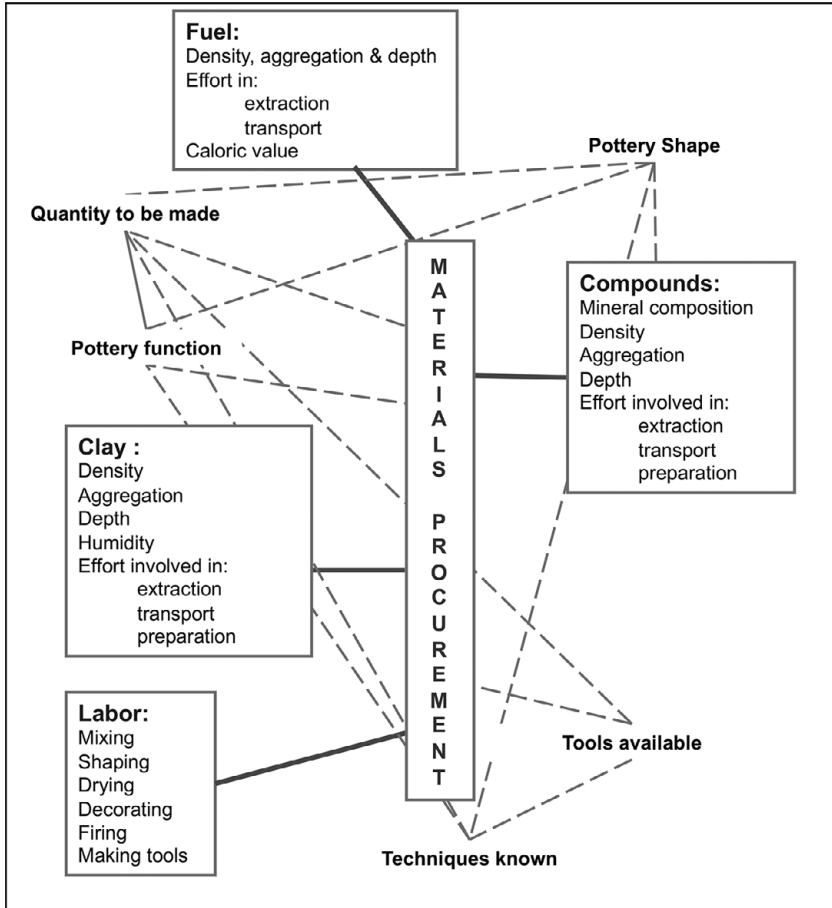 Fuel:
Density, aggregation & depth
Effort in:
extraction
transport
Caloric value
Pottery Shape
Quantity to be made
MATERIALS PROCUREMENT
Compounds:
Mineral composition
Density
Aggregation
Depth
Effort involved in:
extraction
transport
preparation
Pottery function
Clay :
Density
Aggregation
Depth
Humidity
Effort involved in:
extraction
transport
preparation
Labor:
Mixing
Shaping
Drying
Decorating
Firing
Making tools
Tools available
Techniques known